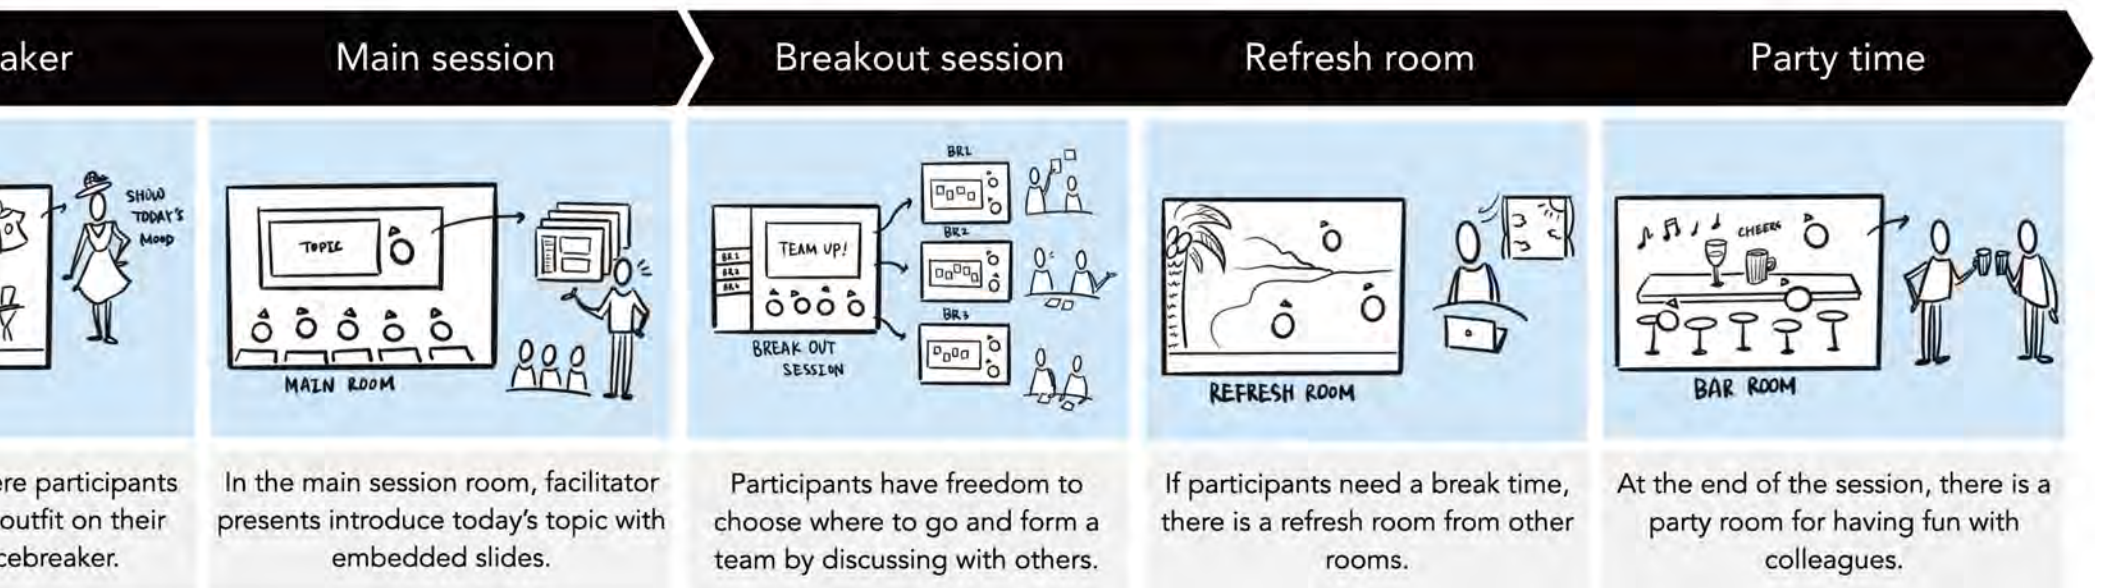 aker
Main session
Breakout session
Refresh room
Party time
SHOW
TODAY'S
MOOD
TOPIC
MAIN ROOM
BR1
BR2
BR3
TEAM UP!
BR1
BR2
BREAK OUT
SESSION
REFRESH ROOM
CHEERS
BAR ROOM
ere participants
outfit on their
cebreaker.
In the main session room, facilitator
presents introduce today's topic with
embedded slides.
Participants have freedom to
choose where to go and form a
team by discussing with others.
If participants need a break time,
there is a refresh room from other
rooms.
At the end of the session, there is a
party room for having fun with
colleagues.